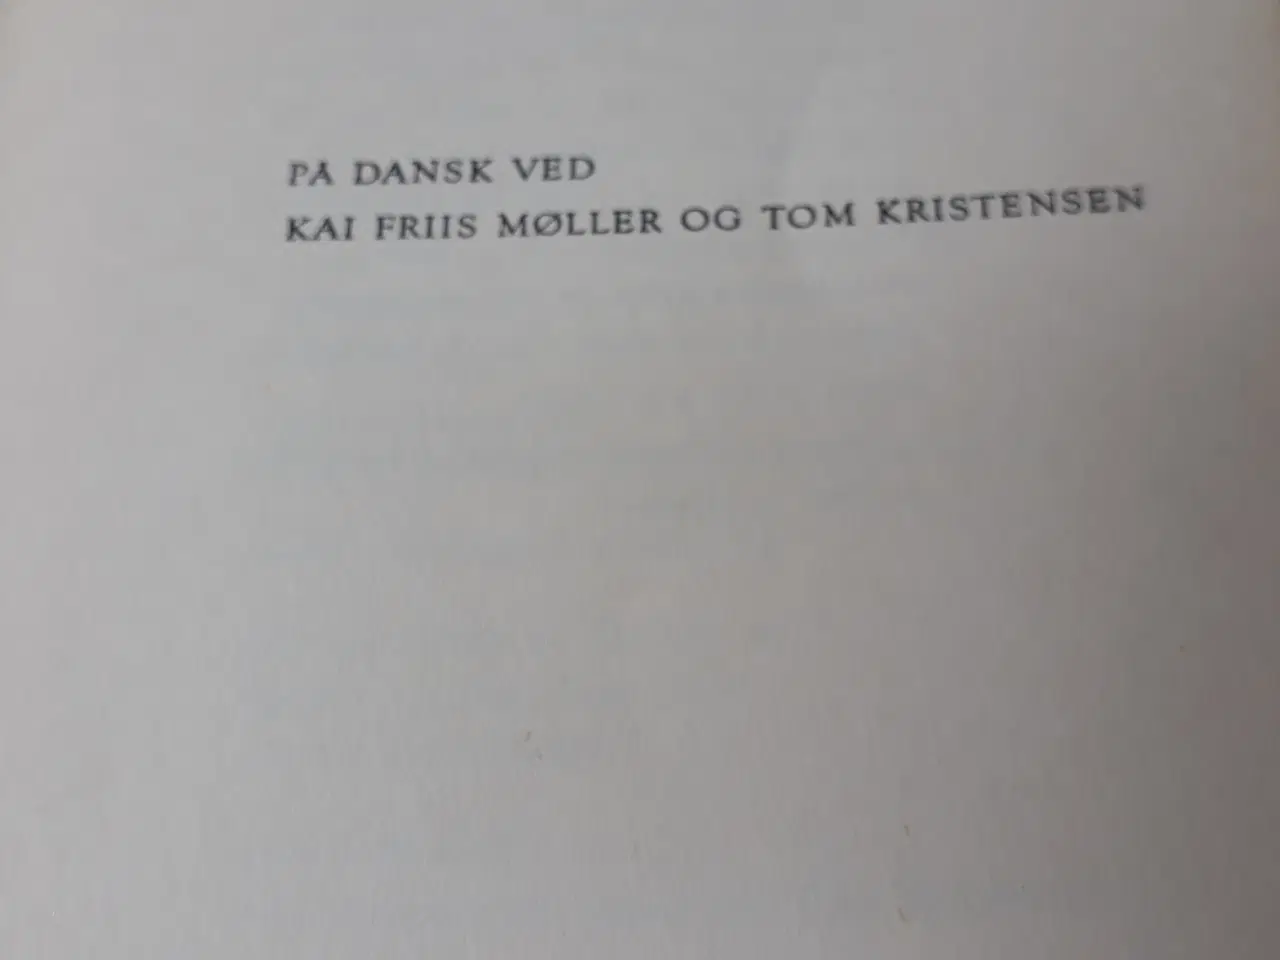 PÅ DANSK VED
KAI FRIIS MØLLER OG TOM KRISTENSEN